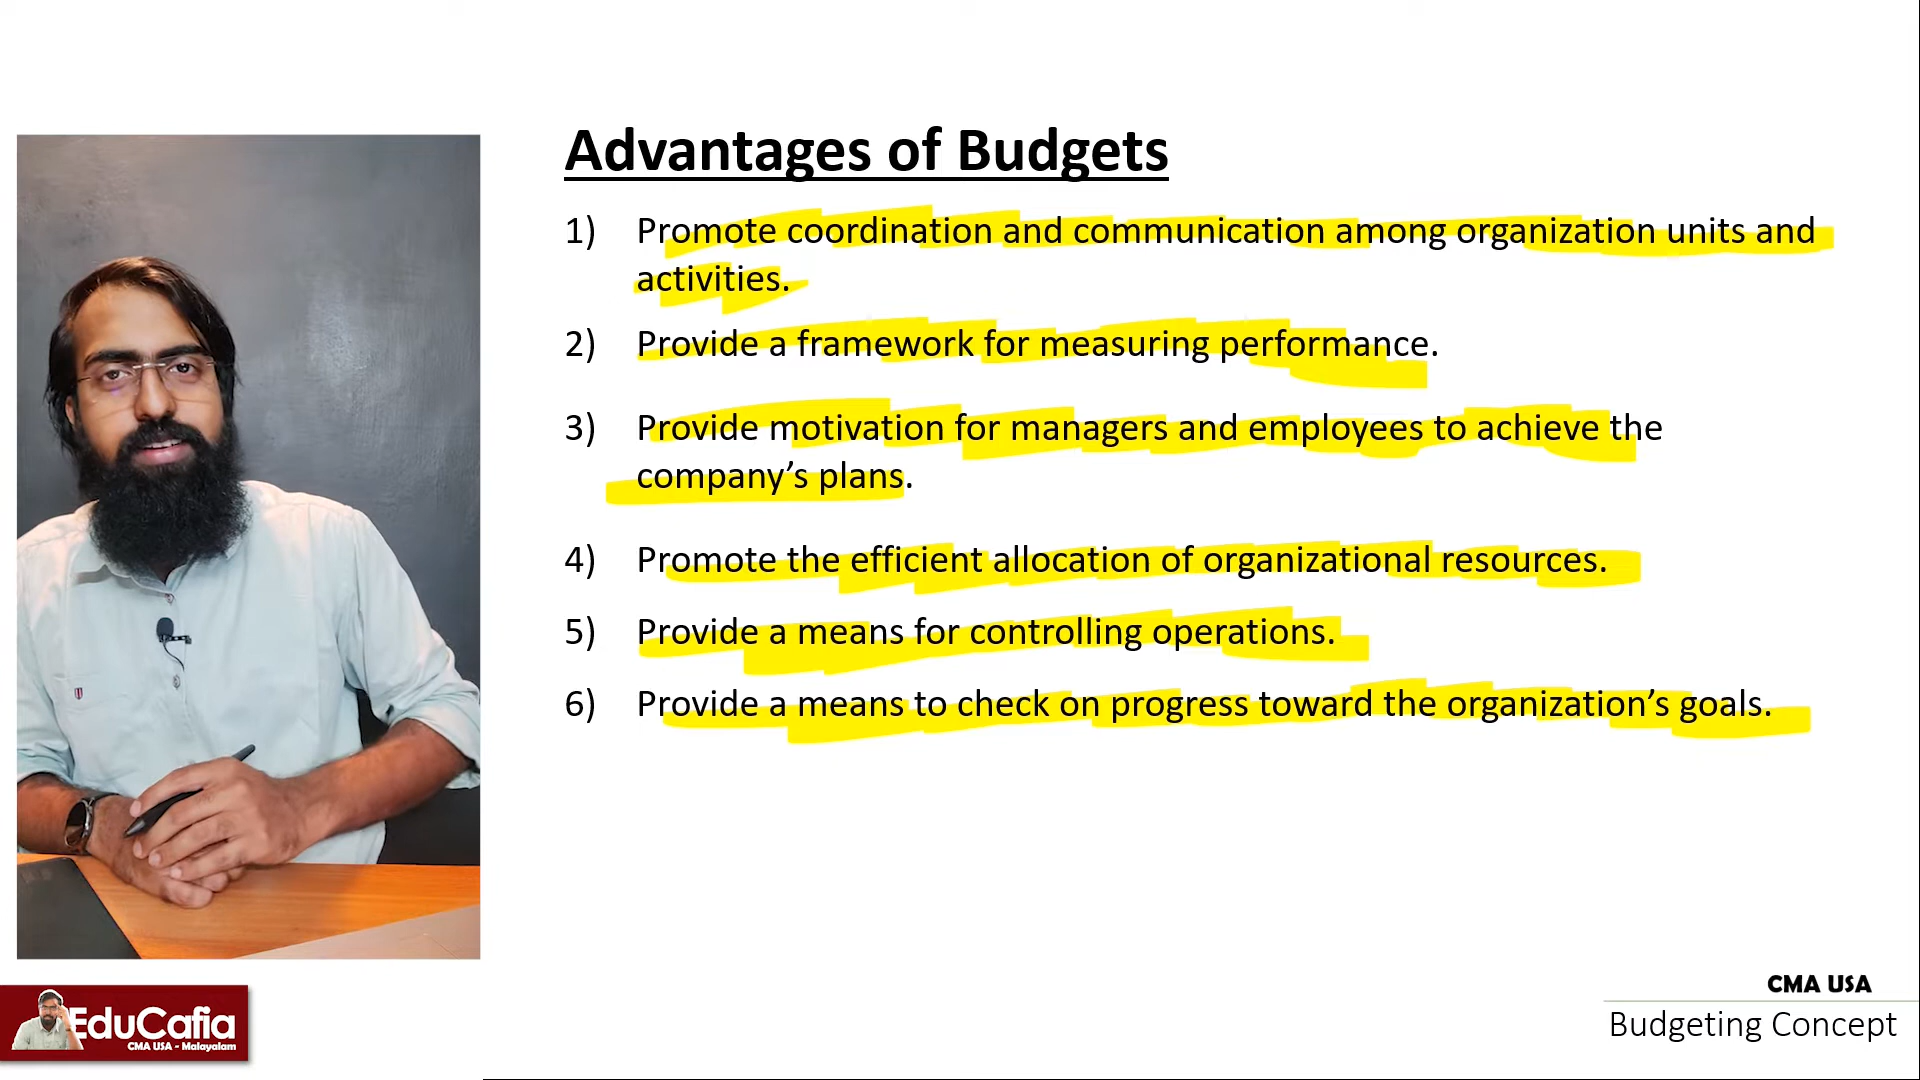 Advantages of Budgets
1) Promote coordination and communication among organization units and
activities.
2) Provide a framework for measuring performance.
3) Provide motivation for managers and employees to achieve the
company’s plans.
4) Promote the efficient allocation of organizational resources.
5) Provide a means for controlling operations.
6) Provide a means to check on progress toward the organization’s goals.
EduCafia
CMA USA - Malayalam
CMA USA
Budgeting Concept